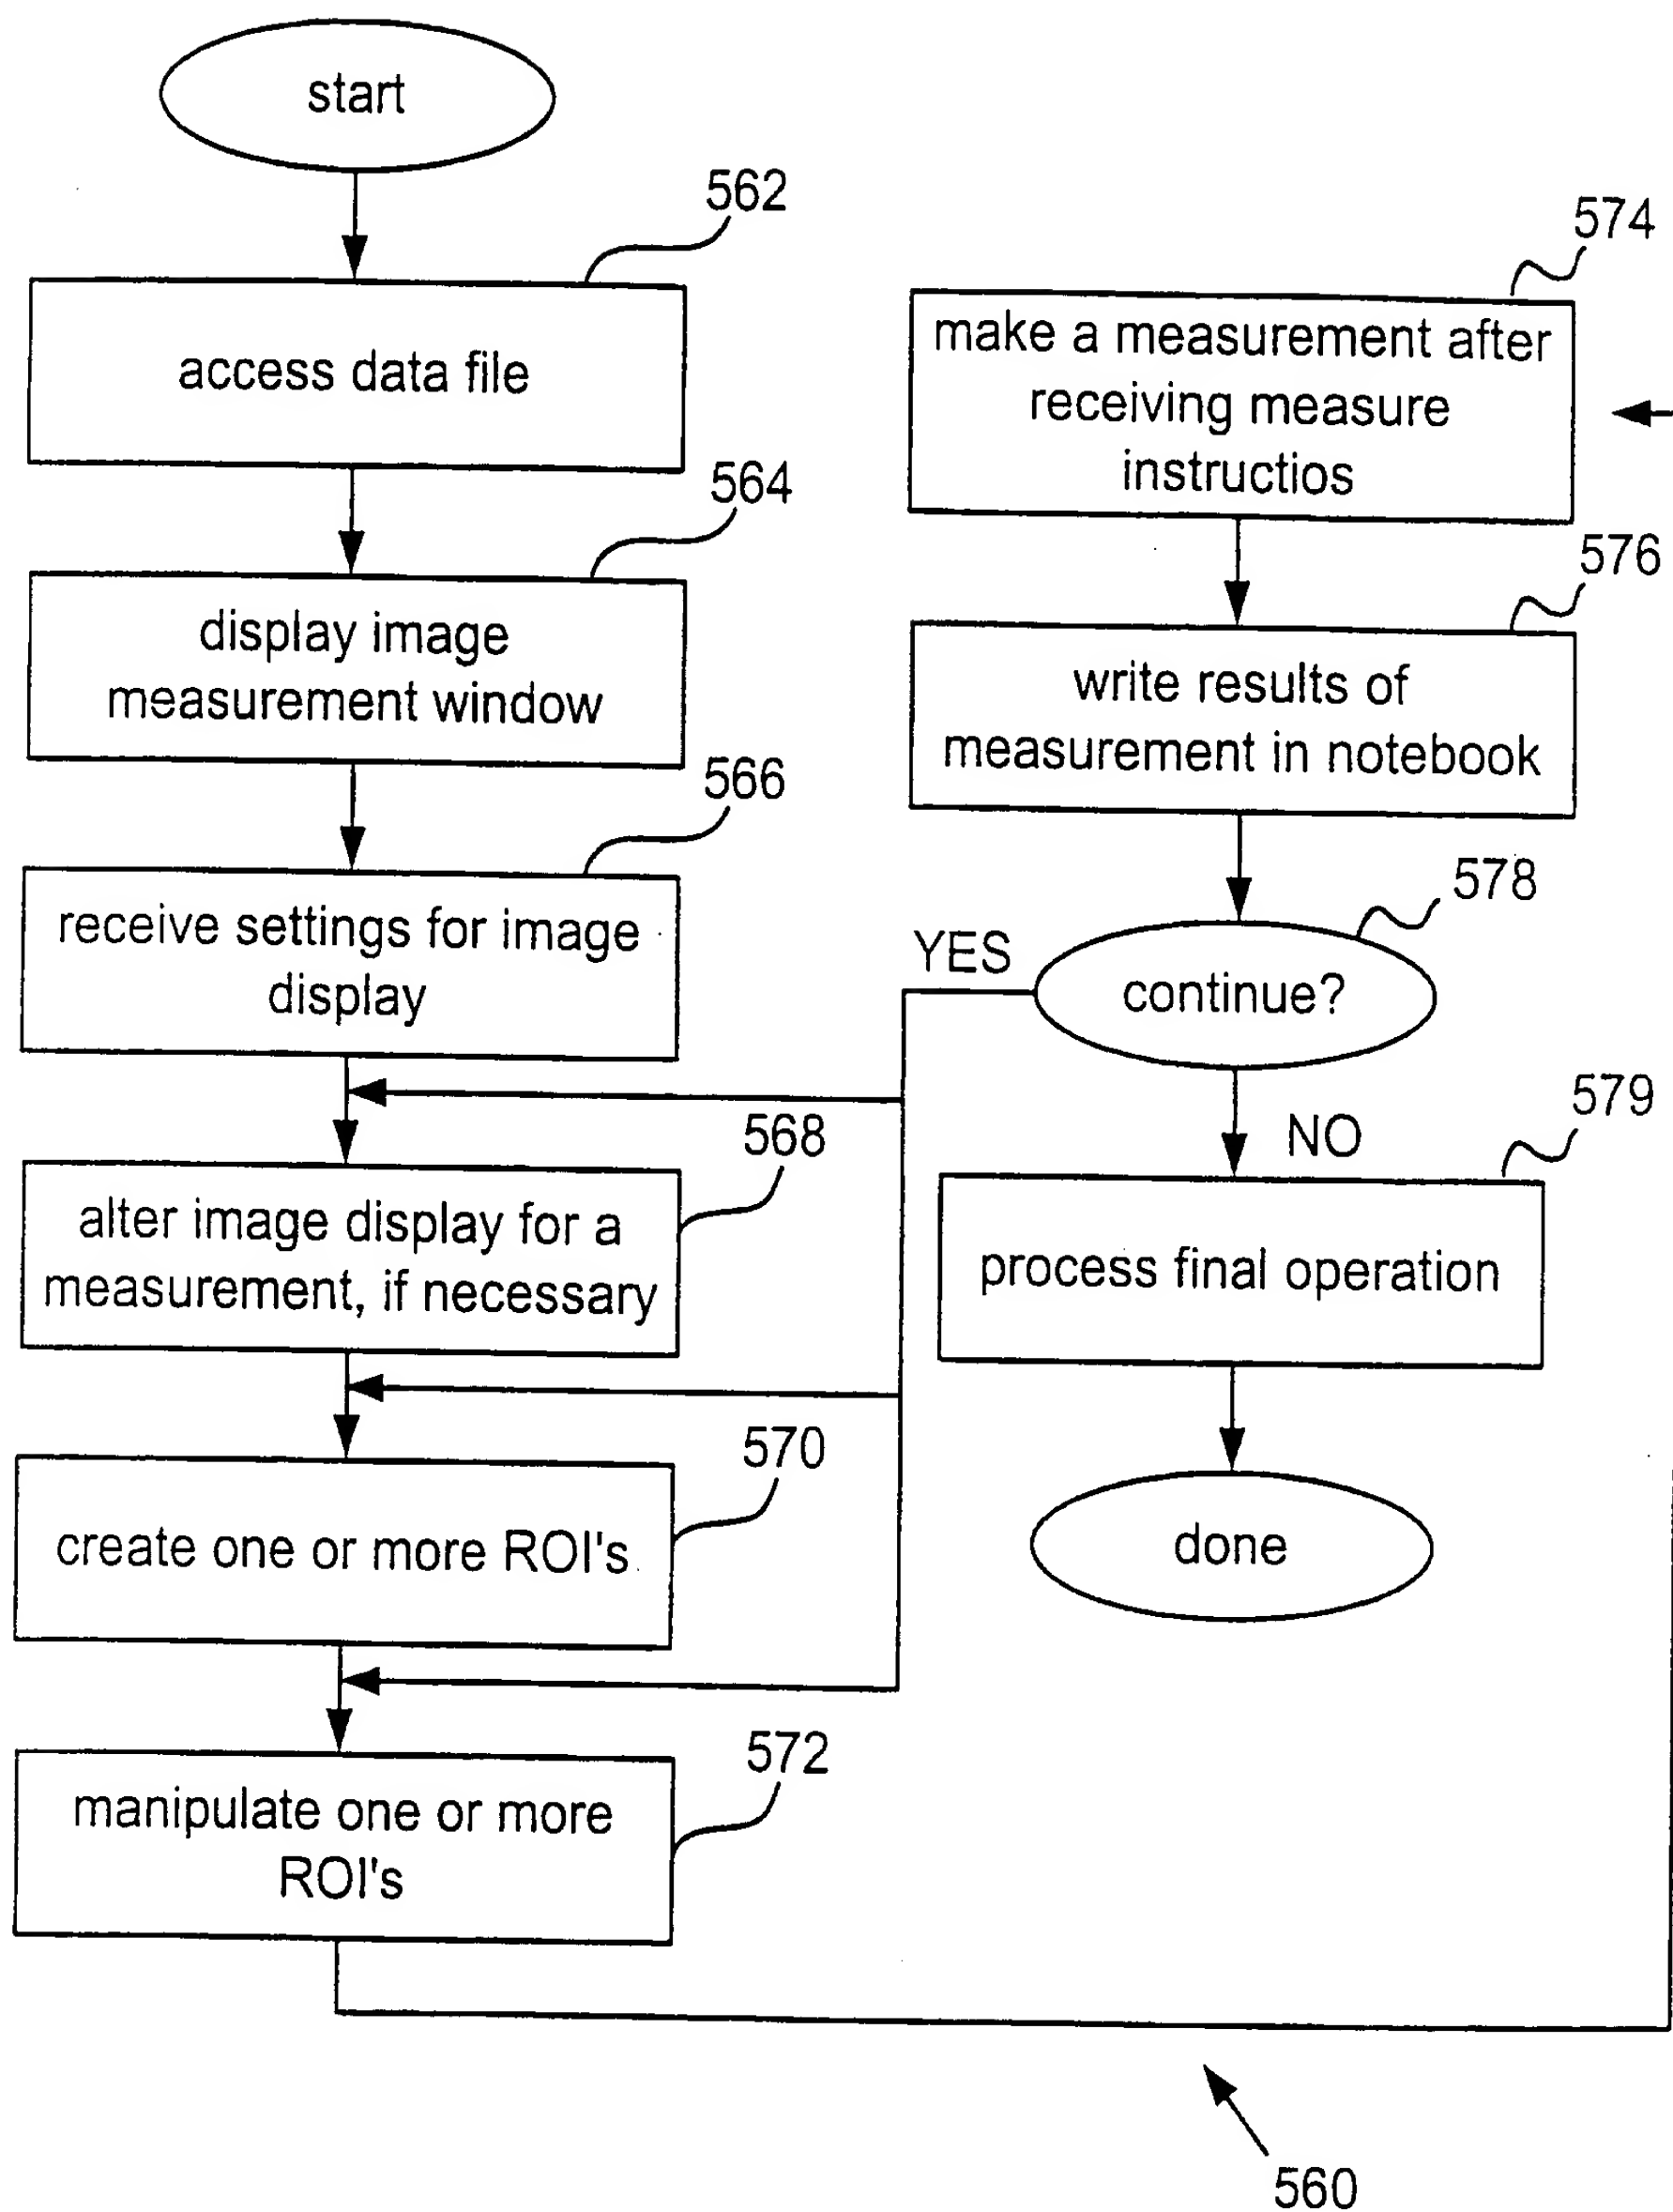 start
562
access data file
564
display image
measurement window
566
receive settings for image
display
568
alter image display for a
measurement, if necessary
570
create one or more ROI's
572
manipulate one or more
ROI's
574
make a measurement after
receiving measure
instructios
576
write results of
measurement in notebook
578
continue?
YES
NO
579
process final operation
done
560